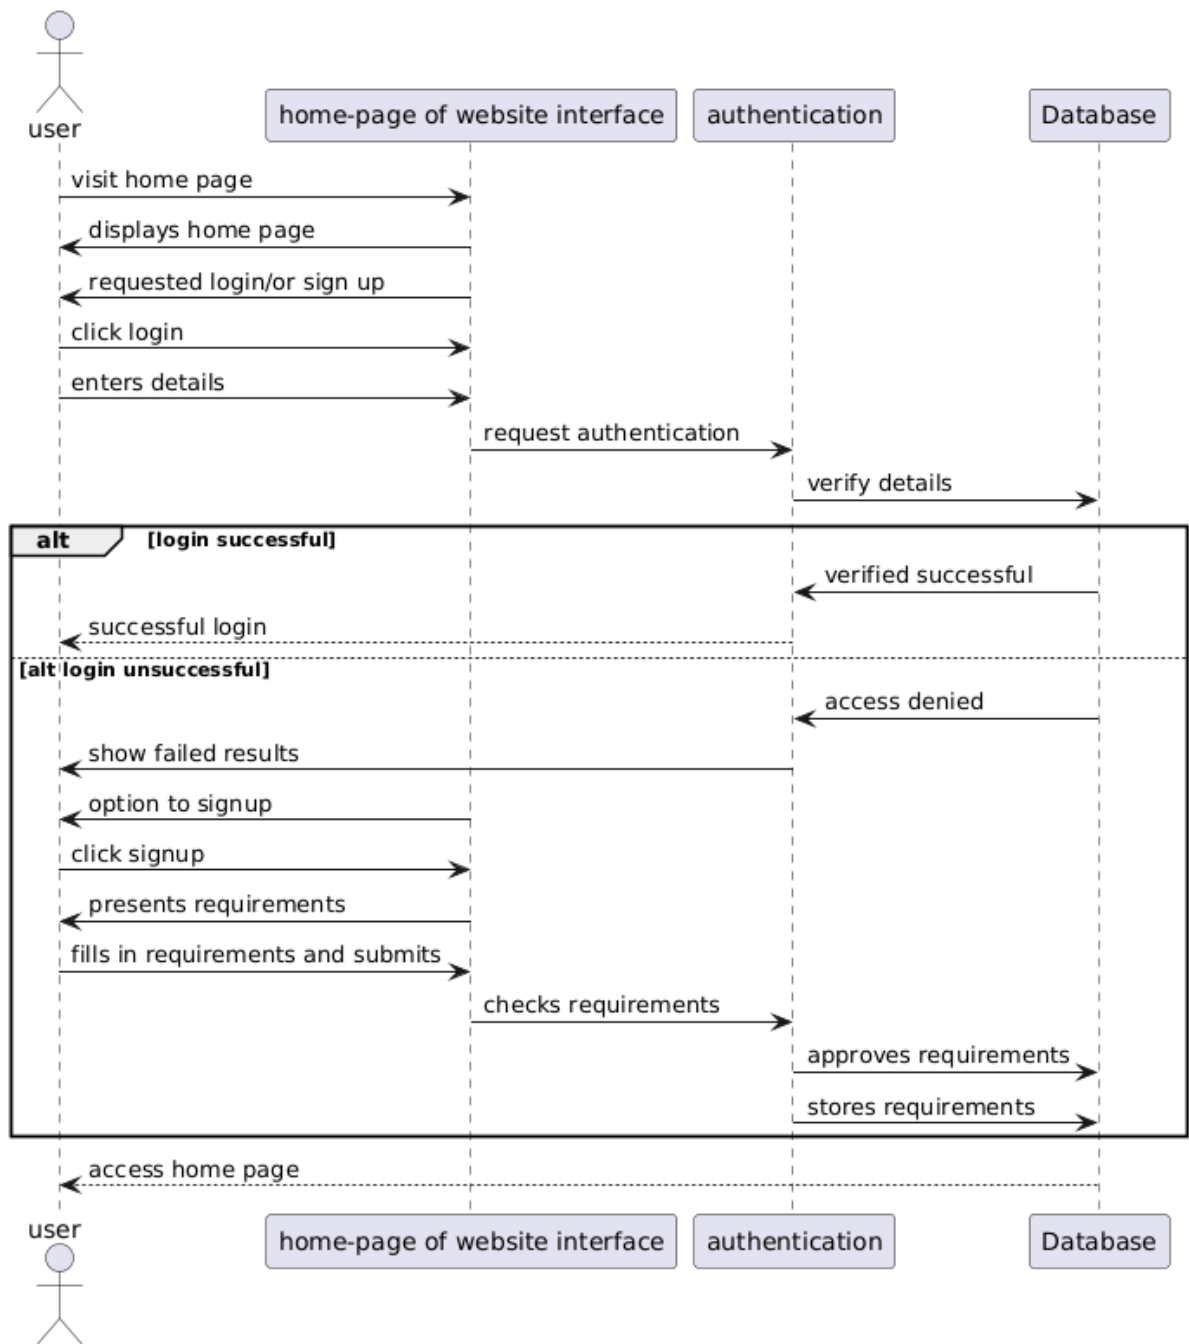 user
home-page of website interface
authentication
Database
visit home page
displays home page
requested login/or sign up
click login
enters details
request authentication
verify details
alt
[login successful]
verified successful
successful login
[alt login unsuccessful]
access denied
show failed results
option to signup
click signup
presents requirements
fills in requirements and submits
checks requirements
approves requirements
stores requirements
access home page
user
home-page of website interface
authentication
Database